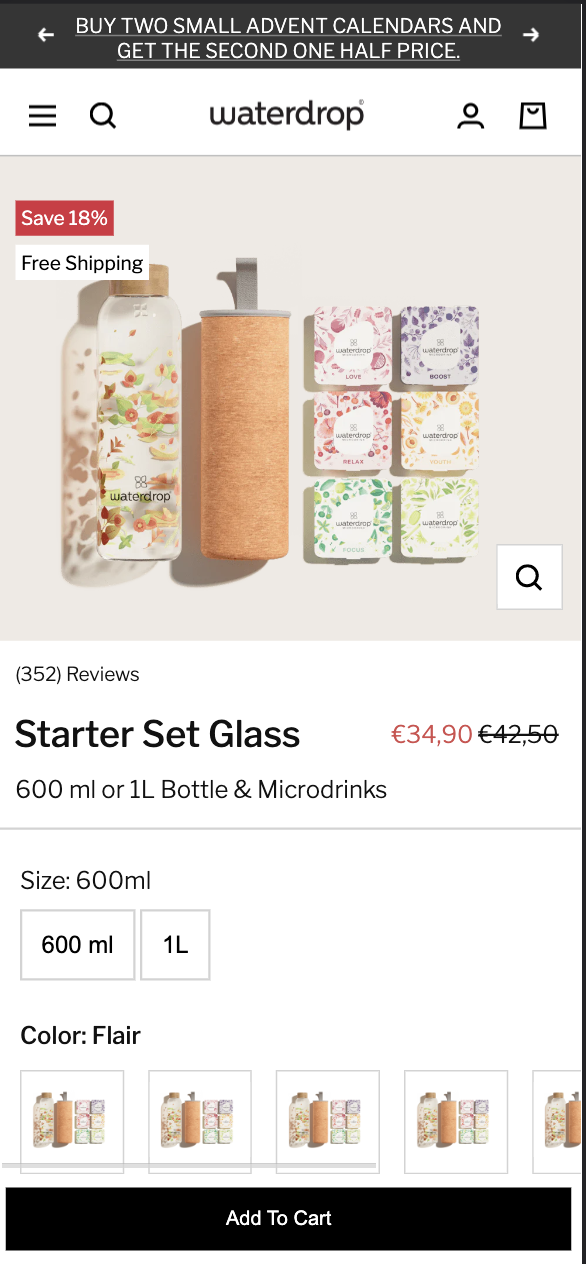 BUY TWO SMALL ADVENT CALENDARS AND
GET THE SECOND ONE HALF PRICE.
waterdrop®
Save 18%
Free Shipping
waterdrop
waterdrop
LOVE
waterdrop
BOOST
waterdrop
RELAX
waterdrop
YOUTH
waterdrop
FOCUS
waterdrop
(352) Reviews
Starter Set Glass
€34,90 €42,50
600 ml or 1L Bottle & Microdrinks
Size: 600ml
600 ml
1L
Color: Flair
Add To Cart